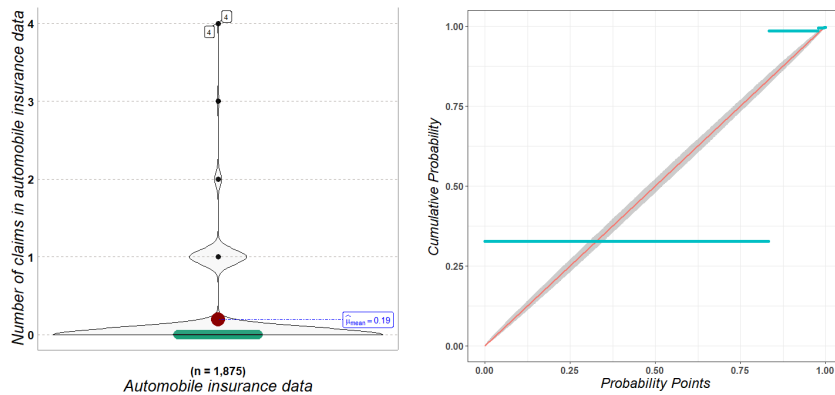 Number of claims in automobile insurance data
4
3
2
1
0
4
4
μ̂mean = 0.19
(n = 1,875)
Automobile insurance data
Cumulative Probability
1.00
0.75
0.50
0.25
0.00
0.00 0.25 0.50 0.75 1.00
Probability Points